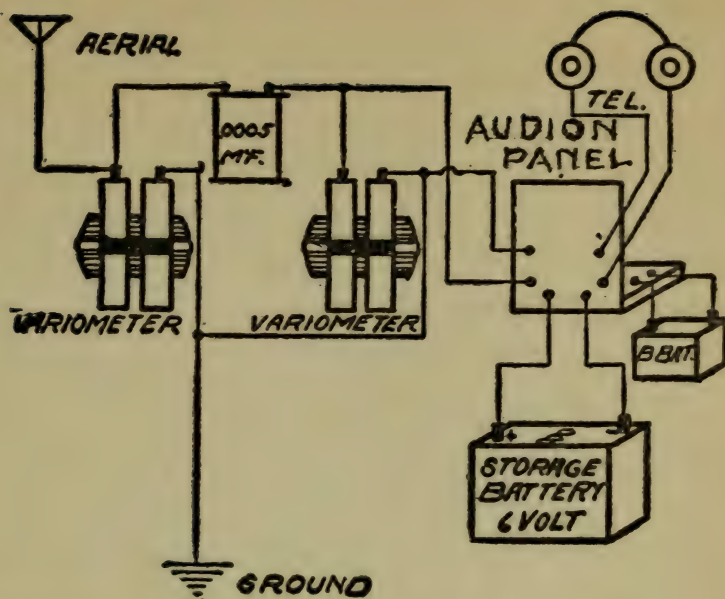 AERIAL
TEL.
.0005
MF.
AUDION
PANEL
VARIOMETER
VARIOMETER
B BAT.
+ -
STORAGE
BATTERY
6 VOLT
GROUND